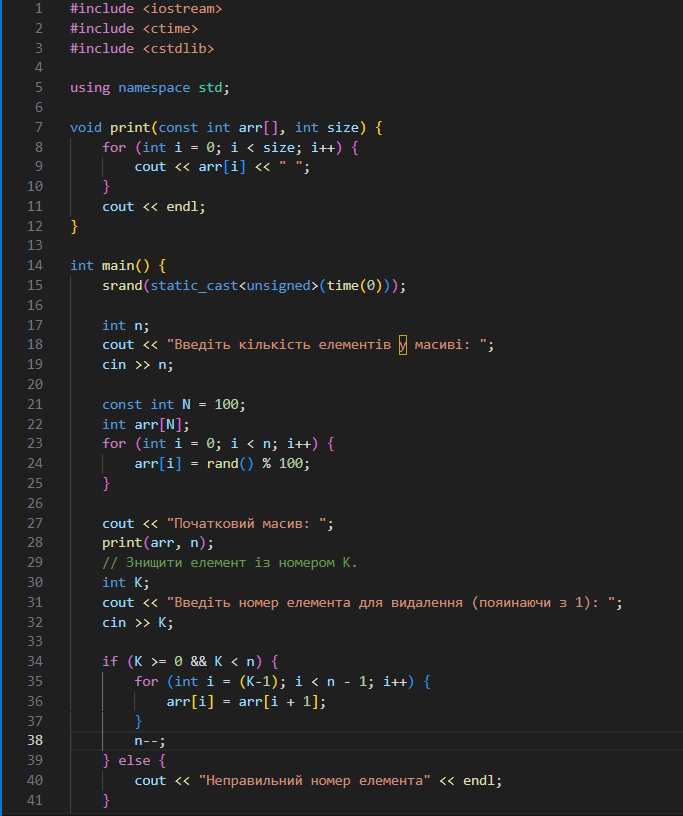 1 #include <iostream>
2 #include <ctime>
3 #include <cstdlib>
4
5 using namespace std;
6
7 void print(const int arr[], int size) {
8 for (int i = 0; i < size; i++) {
9 cout << arr[i] << " ";
10 }
11 cout << endl;
12 }
13
14 int main() {
15 srand(static_cast<unsigned>(time(0)));
16
17 int n;
18 cout << "Введіть кількість елементів у масиві: ";
19 cin >> n;
20
21 const int N = 100;
22 int arr[N];
23 for (int i = 0; i < n; i++) {
24 arr[i] = rand() % 100;
25 }
26
27 cout << "Початковий масив: ";
28 print(arr, n);
29 // Знищити елемент із номером K.
30 int K;
31 cout << "Введіть номер елемента для видалення (пояинаючи з 1): ";
32 cin >> K;
33
34 if (K >= 0 && K < n) {
35 for (int i = (K-1); i < n - 1; i++) {
36 arr[i] = arr[i + 1];
37 }
38 n--;
39 } else {
40 cout << "Неправильний номер елемента" << endl;
41 }